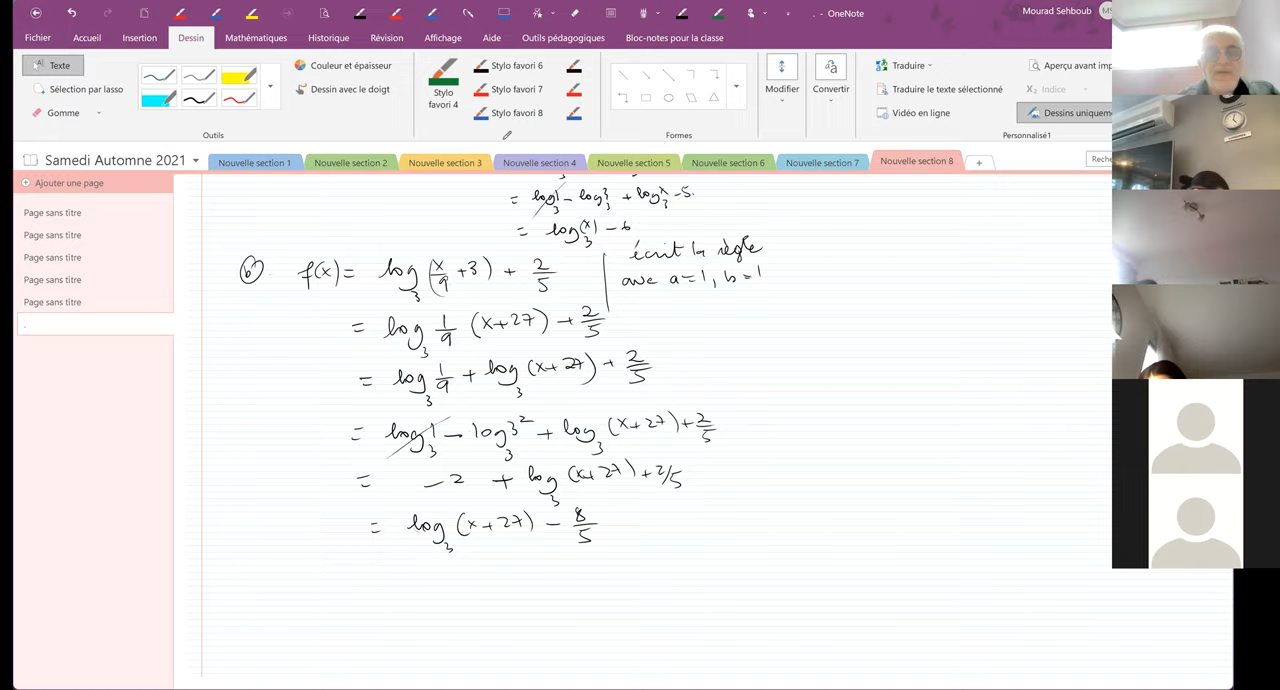 - OneNote
Mourad Sehboub
MS
Fichier Accueil Insertion Dessin Mathématiques Historique Révision Affichage Aide Outils pédagogiques Bloc-notes pour la classe
Texte
Sélection par lasso
Gomme
Outils
Couleur et épaisseur
Dessin avec le doigt
Stylo favori 4
Stylo favori 6
Stylo favori 7
Stylo favori 8
Formes
Modifier
Convertir
Traduire
Traduire le texte sélectionné
Vidéo en ligne
Aperçu avant imp
Indice
Dessins uniqueme
Personnalisé1
Samedi Automne 2021
Nouvelle section 1 Nouvelle section 2 Nouvelle section 3 Nouvelle section 4 Nouvelle section 5 Nouvelle section 6 Nouvelle section 7 Nouvelle section 8
Reche
Ajouter une page
Page sans titre
Page sans titre
Page sans titre
Page sans titre
Page sans titre
= log₃1 - log₃3 + log₃x - 5.
= log₃(x) - 6
écrit la règle
avec a=1, b=1
6) f(x) = log₃(x/9 + 3) + 2/5
= log₃ 1/9 (x+27) + 2/5
= log₃ 1/9 + log₃(x+27) + 2/5
= log₃1 - log₃3² + log₃(x+27) + 2/5
= -2 + log₃(x+27) + 2/5
= log₃(x+27) - 8/5